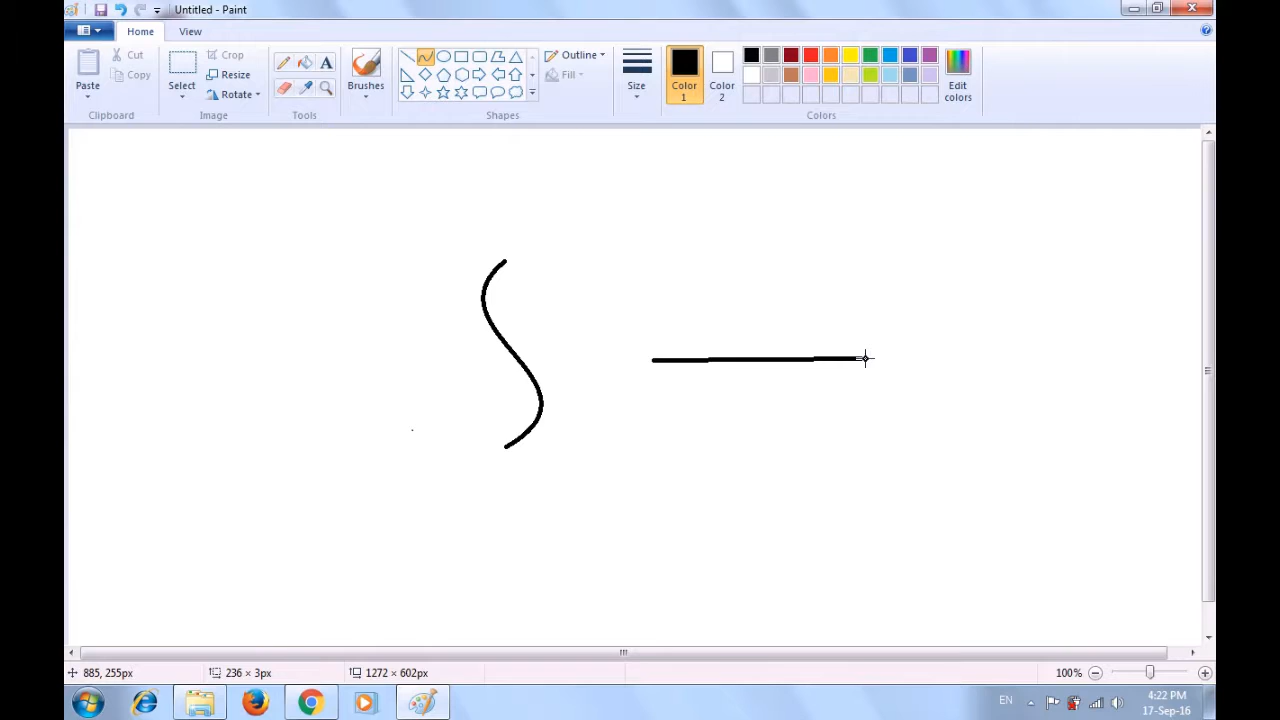 Untitled - Paint
Home
View
Paste
Cut
Copy
Clipboard
Select
Crop
Resize
Rotate
Image
A
Tools
Brushes
Shapes
Outline
Fill
Size
Color
1
Color
2
Edit
colors
Colors
885, 255px
236 × 3px
1272 × 602px
100%
EN
4:22 PM
17-Sep-16